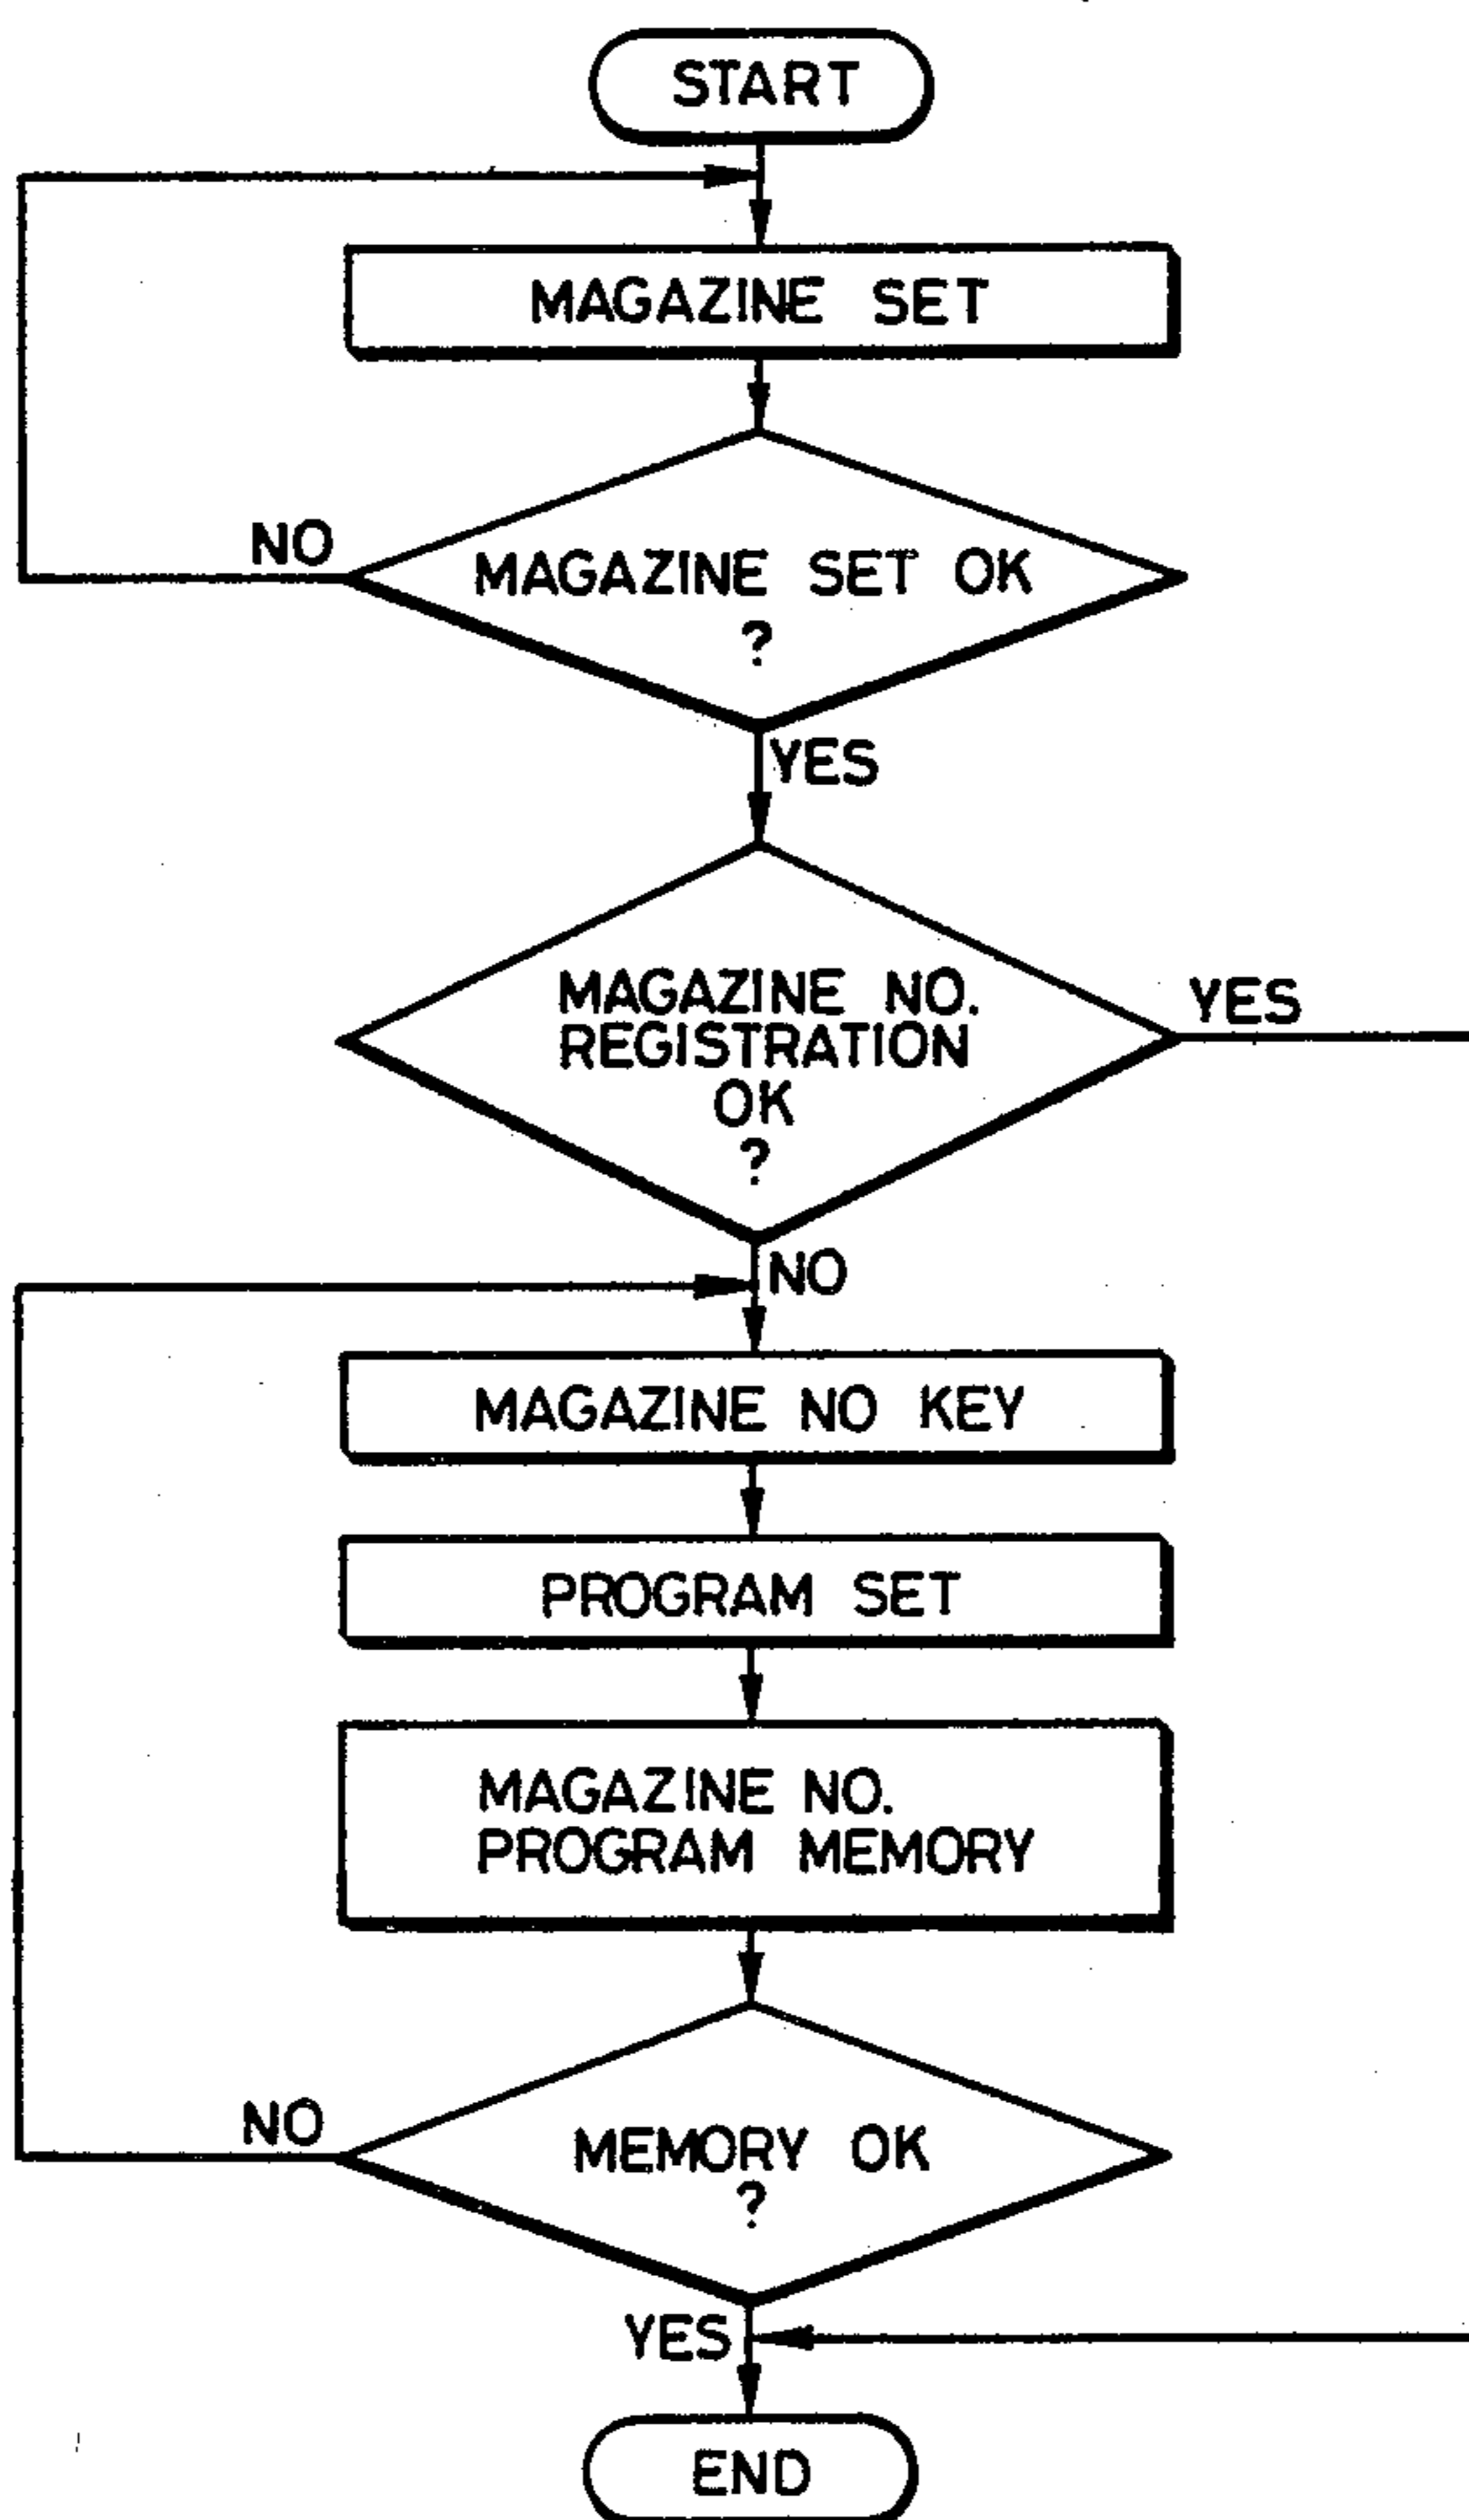 START
MAGAZINE SET
NO
MAGAZINE SET OK
?
YES
MAGAZINE NO.
YES
REGISTRATION
OK
?
NO
MAGAZINE NO KEY
PROGRAM SET
MAGAZINE NO.
PROGRAM MEMORY
NO
MEMORY OK
?
YES
END